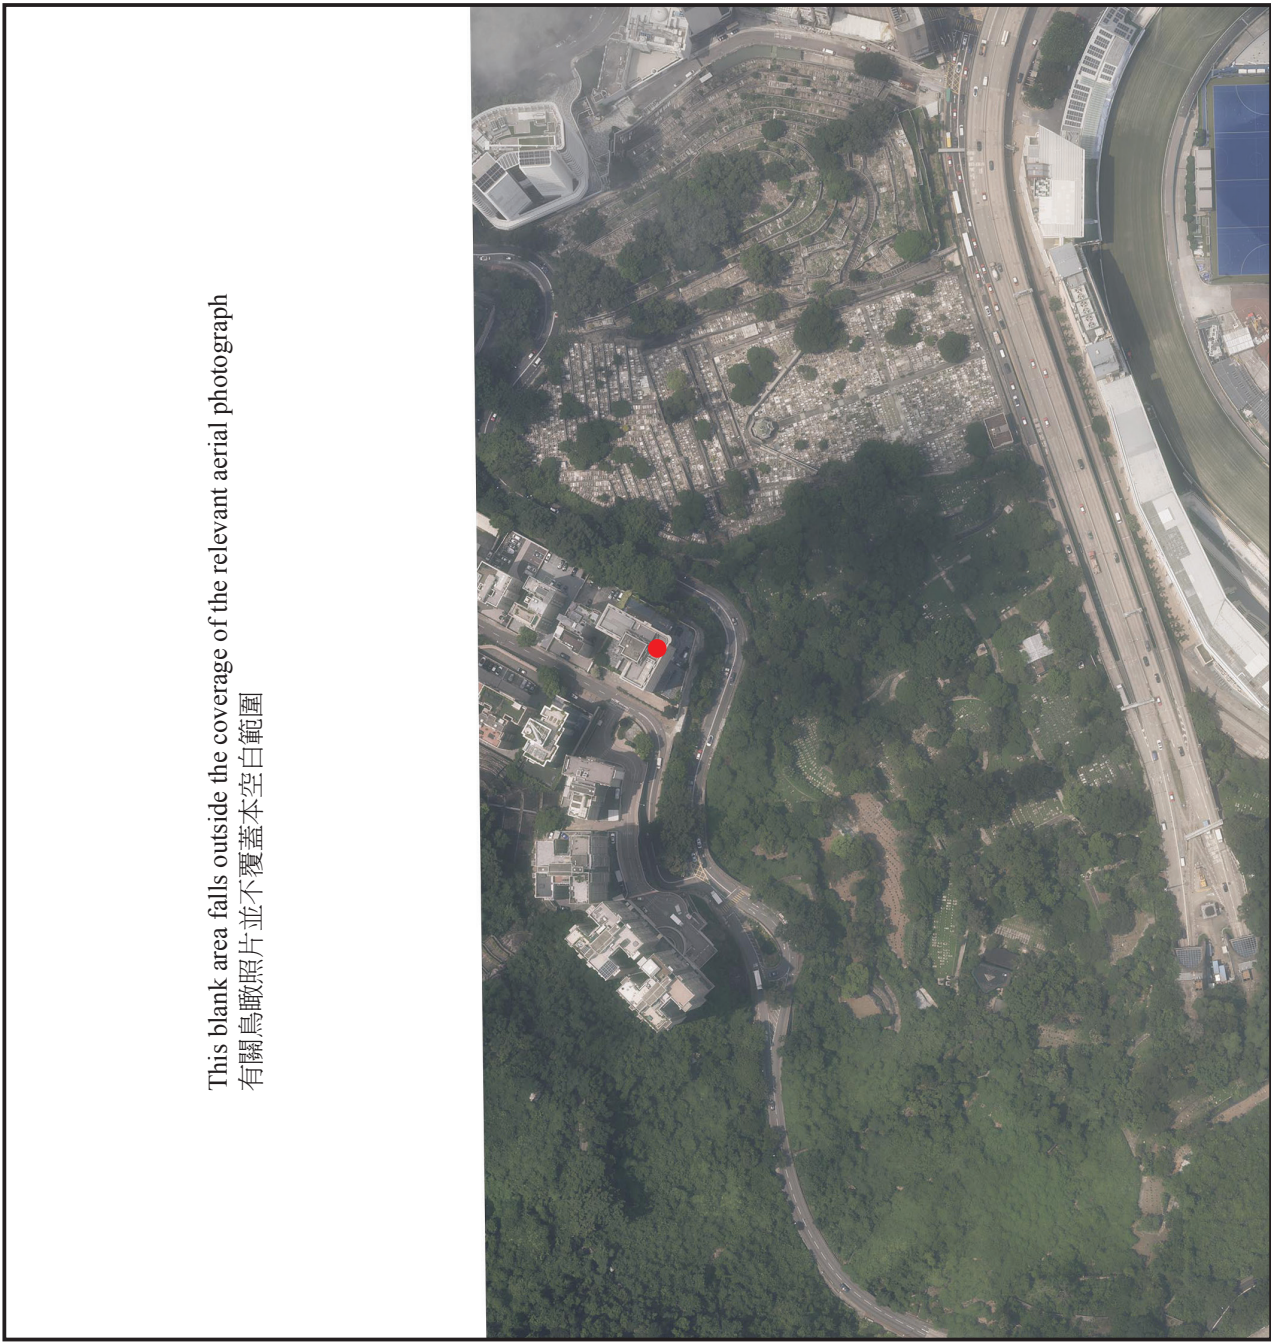 This blank area falls outside the coverage of the relevant aerial photograph
有關鳥瞰照片並不覆蓋本空白範圍